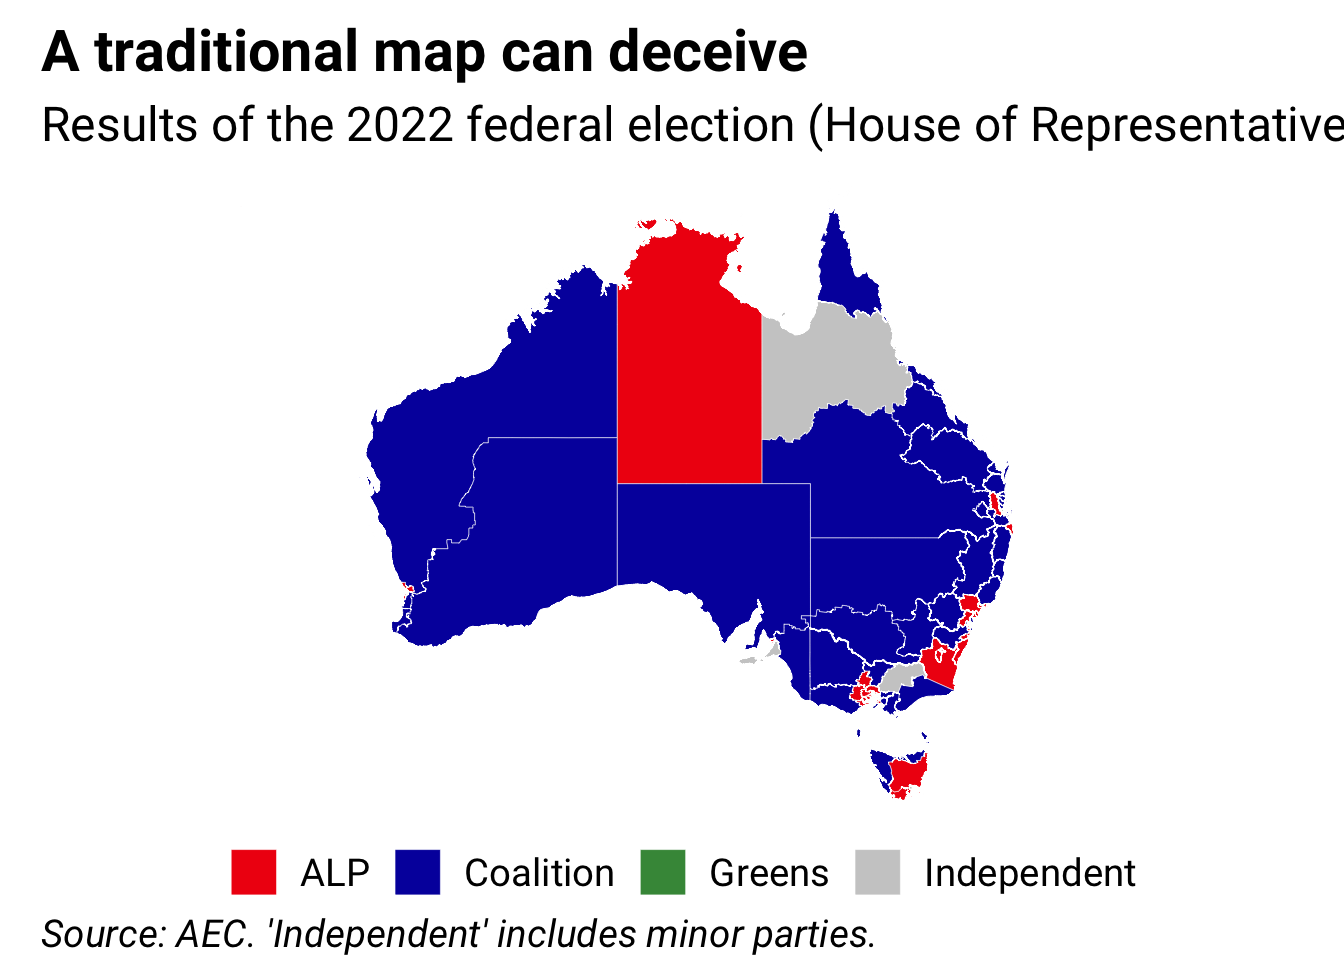 A traditional map can deceive
Results of the 2022 federal election (House of Representative
ALP Coalition Greens Independent
Source: AEC. 'Independent' includes minor parties.